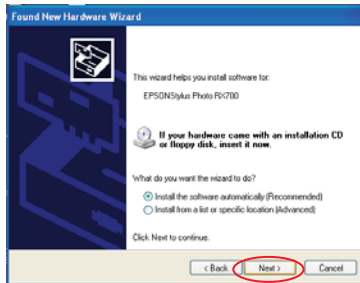 Found New Hardware Wizard
This wizard helps you install software for:
EPSONStylus Photo RX700
If your hardware came with an installation CD
or floppy disk, insert it now.
What do you want the wizard to do?
Install the software automatically (Recommended)
Install from a list or specific location (Advanced)
Click Next to continue.
< Back Next > Cancel